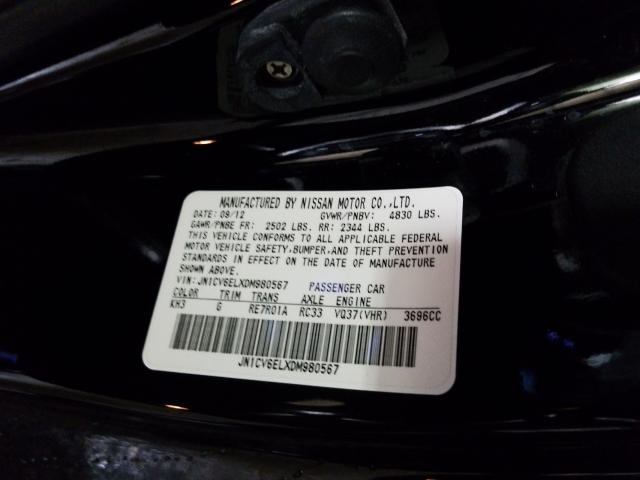 MANUFACTURED BY NISSAN MOTOR CO.,LTD.
DATE: 09/12 GVWR/PNBV: 4830 LBS.
GAWR/PNBE FR: 2502 LBS. RR: 2344 LBS.
THIS VEHICLE CONFORMS TO ALL APPLICABLE FEDERAL
MOTOR VEHICLE SAFETY,BUMPER,AND THEFT PREVENTION
STANDARDS IN EFFECT ON THE DATE OF MANUFACTURE
SHOWN ABOVE.
VIN: JN1CV6ELXDM980567 PASSENGER CAR
COLOR TRIM TRANS AXLE ENGINE
KH3 G RE7R01A RC33 VQ37(VHR) 3696CC
JN1CV6ELXDM980567